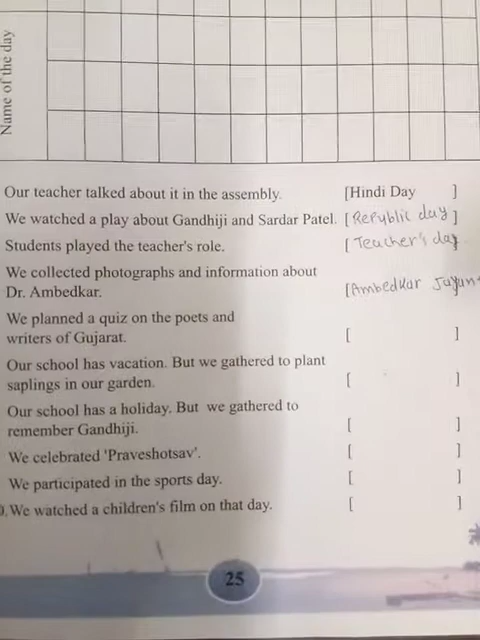 Name of the day
Our teacher talked about it in the assembly. [Hindi Day ]
We watched a play about Gandhiji and Sardar Patel. [Republic day]
Students played the teacher's role. [Teacher's day
We collected photographs and information about
Dr. Ambedkar. [Ambedkar Jayan
We planned a quiz on the poets and
writers of Gujarat. [ ]
Our school has vacation. But we gathered to plant
saplings in our garden. [ ]
Our school has a holiday. But we gathered to
remember Gandhiji. [ ]
We celebrated 'Praveshotsav'. [ ]
We participated in the sports day. [ ]
0. We watched a children's film on that day. [ ]
25